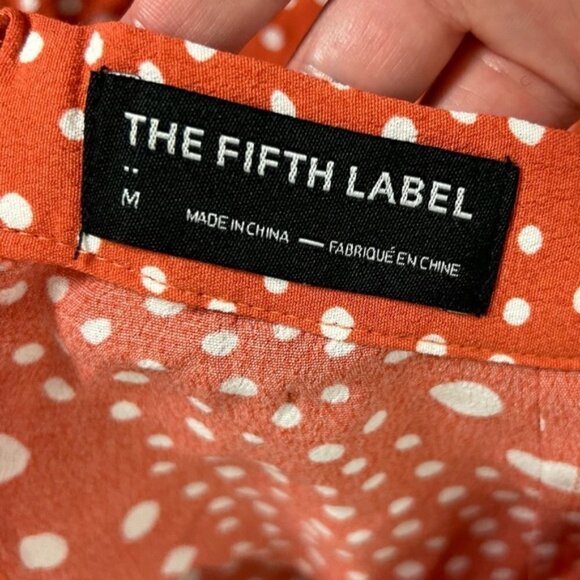 THE FIFTH LABEL
··
M
MADE IN CHINA — FABRIQUÉ EN CHINE